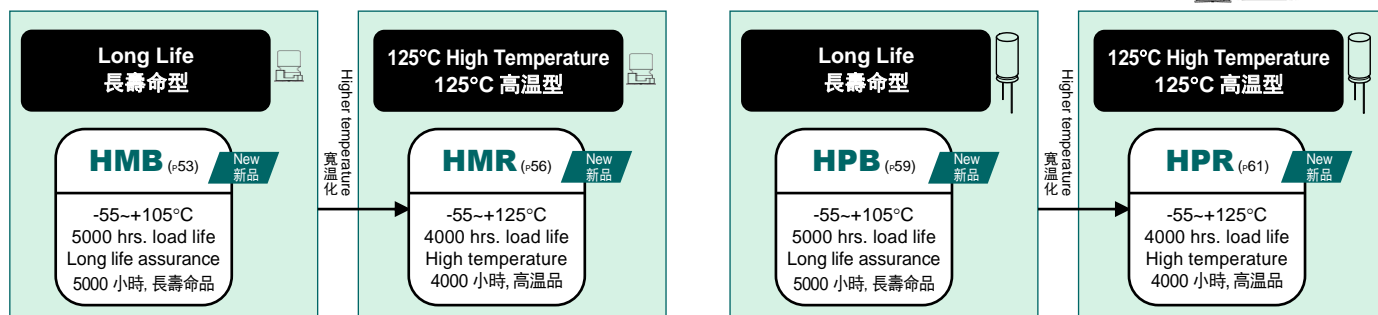 Long Life
長壽命型
HMB (P53)
New
新品
-55~+105°C
5000 hrs. load life
Long life assurance
5000 小時, 長壽命品
Higher temperature
寬温化
125°C High Temperature
125°C 高温型
HMR (P56)
New
新品
-55~+125°C
4000 hrs. load life
High temperature
4000 小時, 高温品
Long Life
長壽命型
HPB (P59)
New
新品
-55~+105°C
5000 hrs. load life
Long life assurance
5000 小時, 長壽命品
Higher temperature
寬温化
125°C High Temperature
125°C 高温型
HPR (P61)
New
新品
-55~+125°C
4000 hrs. load life
High temperature
4000 小時, 高温品